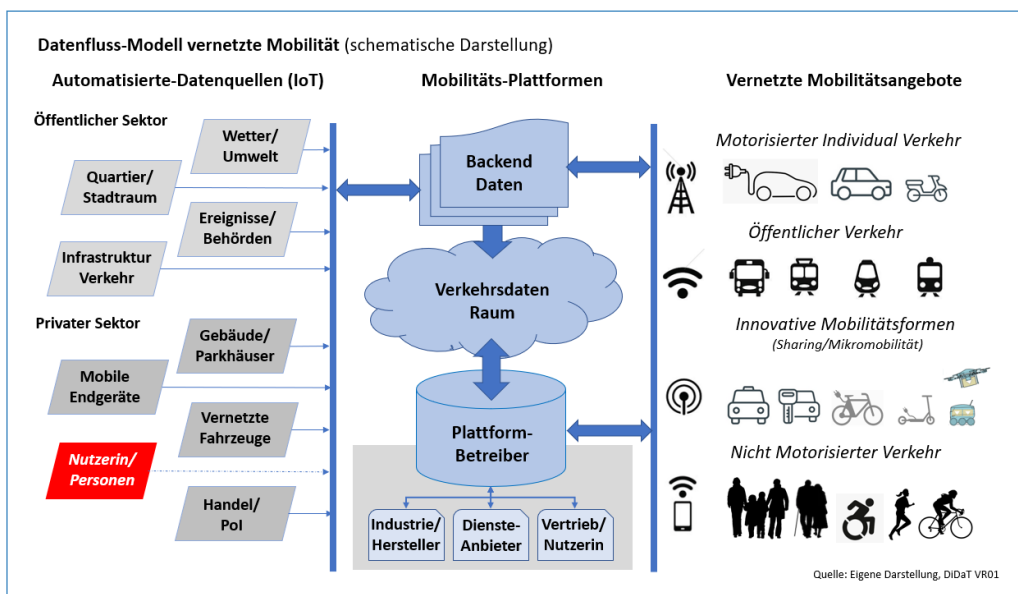 Datenfluss-Modell vernetzte Mobilität (schematische Darstellung)
Automatisierte-Datenquellen (IoT)
Öffentlicher Sektor
Wetter/
Umwelt
Quartier/
Stadtraum
Ereignisse/
Behörden
Infrastruktur
Verkehr
Privater Sektor
Gebäude/
Parkhäuser
Mobile
Endgeräte
Vernetzte
Fahrzeuge
Nutzerin/
Personen
Handel/
PoI
Mobilitäts-Plattformen
Backend
Daten
Verkehrsdaten
Raum
Plattform-
Betreiber
Industrie/
Hersteller
Dienste-
Anbieter
Vertrieb/
Nutzerin
Vernetzte Mobilitätsangebote
Motorisierter Individual Verkehr
Öffentlicher Verkehr
Innovative Mobilitätsformen
(Sharing/Mikromobilität)
Nicht Motorisierter Verkehr
Quelle: Eigene Darstellung, DiDaT VR01